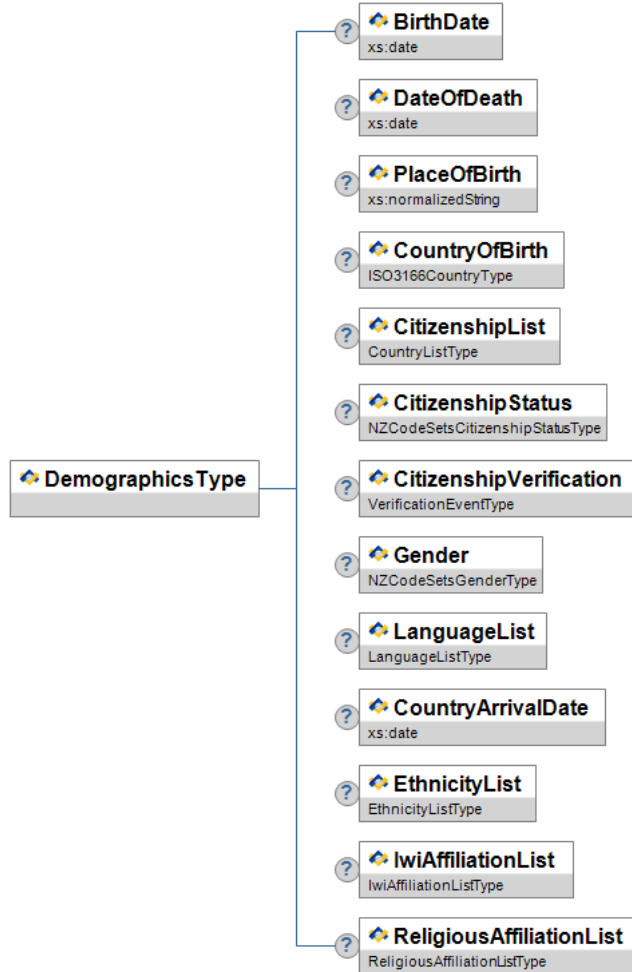 ?
BirthDate
xs:date
?
DateOfDeath
xs:date
?
PlaceOfBirth
xs:normalizedString
?
CountryOfBirth
ISO3166CountryType
?
CitizenshipList
CountryListType
?
CitizenshipStatus
NZCodeSetsCitizenshipStatusType
DemographicsType
?
CitizenshipVerification
VerificationEventType
?
Gender
NZCodeSetsGenderType
?
LanguageList
LanguageListType
?
CountryArrivalDate
xs:date
?
EthnicityList
EthnicityListType
?
IwiAffiliationList
IwiAffiliationListType
?
ReligiousAffiliationList
ReligiousAffiliationListType